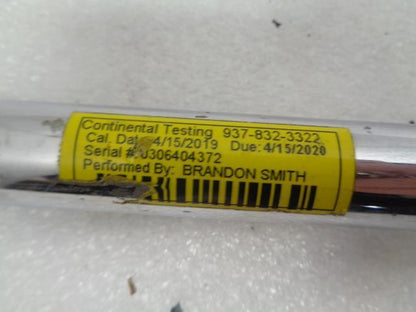 Continental Testing 937-832-3322
Cal. Dat 4/15/2019 Due: 4/15/2020
Serial #: 0306404372
Performed By: BRANDON SMITH